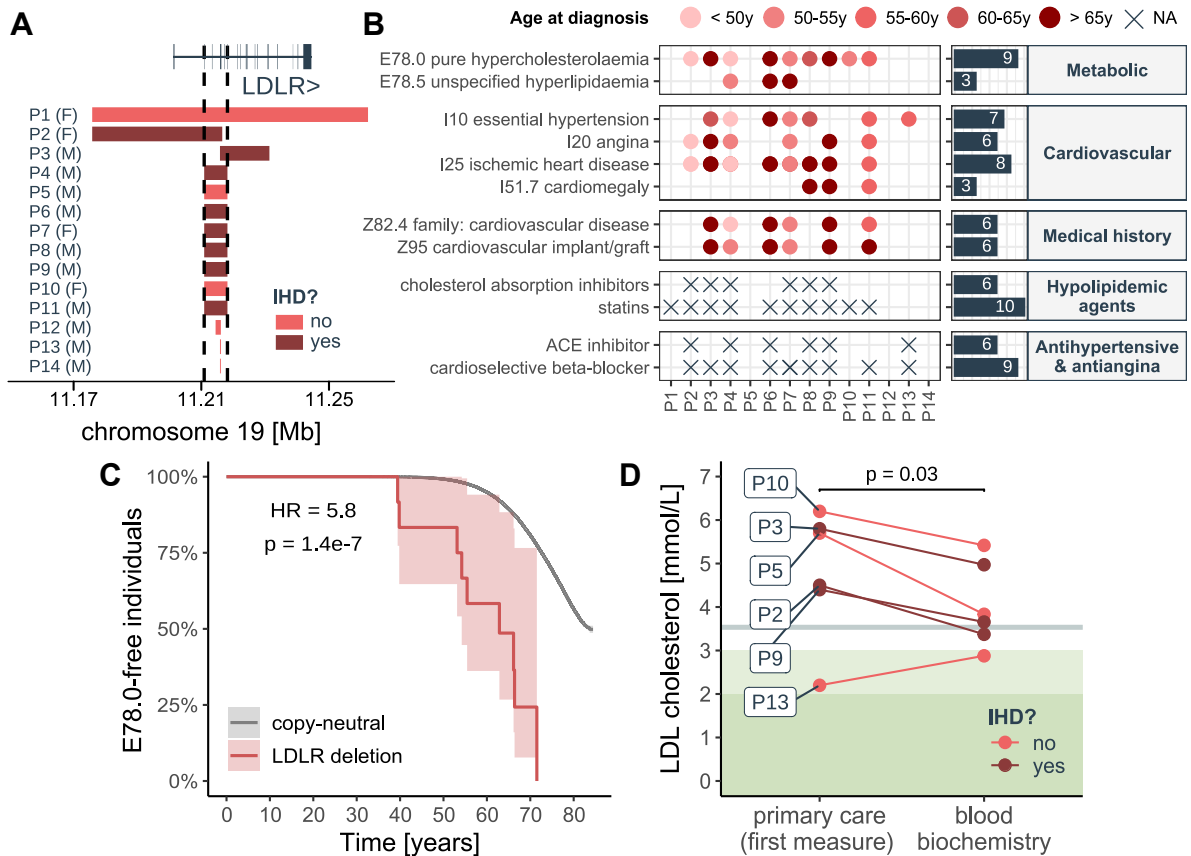 A
LDLR>
P1 (F)
P2 (F)
P3 (M)
P4 (M)
P5 (M)
P6 (M)
P7 (F)
P8 (M)
P9 (M)
P10 (F)
P11 (M)
P12 (M)
P13 (M)
P14 (M)
IHD?
no
yes
11.17 11.21 11.25
chromosome 19 [Mb]
B
Age at diagnosis < 50y 50-55y 55-60y 60-65y > 65y NA
E78.0 pure hypercholesterolaemia 9
E78.5 unspecified hyperlipidaemia 3
Metabolic
I10 essential hypertension 7
I20 angina 6
I25 ischemic heart disease 8
I51.7 cardiomegaly 3
Cardiovascular
Z82.4 family: cardiovascular disease 6
Z95 cardiovascular implant/graft 6
Medical history
cholesterol absorption inhibitors 6
statins 10
Hypolipidemic
agents
ACE inhibitor 6
cardioselective beta-blocker 9
Antihypertensive
& antiangina
P1 P2 P3 P4 P5 P6 P7 P8 P9 P10 P11 P12 P13 P14
C
E78.0-free individuals
100%
75%
50%
25%
0%
HR = 5.8
p = 1.4e-7
copy-neutral
LDLR deletion
0 10 20 30 40 50 60 70 80
Time [years]
D
LDL cholesterol [mmol/L]
7
6
5
4
3
2
1
0
P10
P3
P5
P2
P9
P13
p = 0.03
IHD?
no
yes
primary care
(first measure)
blood
biochemistry